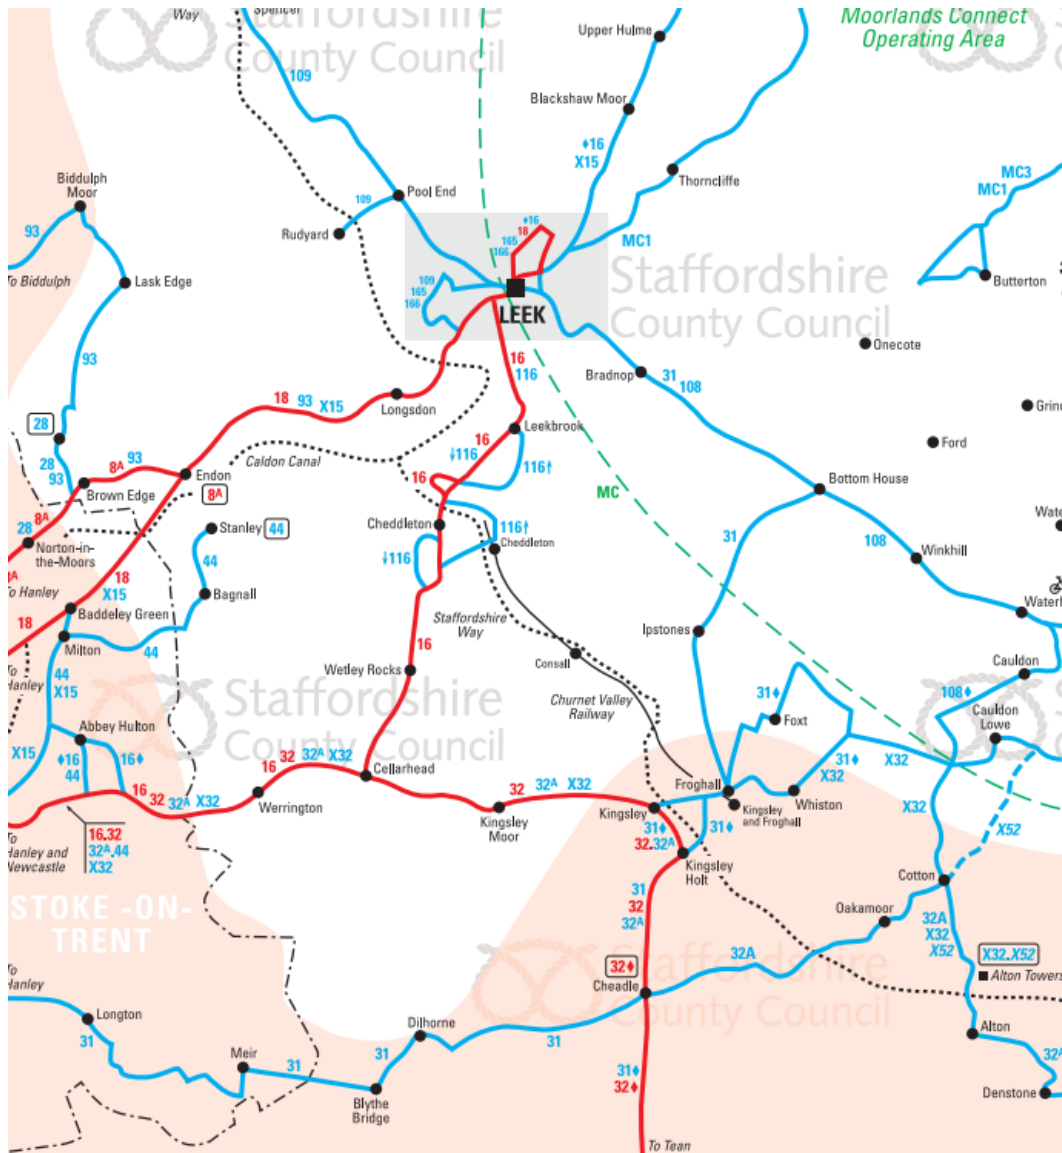 Way
Spencer
Staffordshire
County Council
Moorlands Connect
Operating Area
Upper Hulme
109
Blackshaw Moor
♦16
X15
Thorncliffe
MC3
MC1
Biddulph
Moor
93
To Biddulph
Lask Edge
Pool End
109
Rudyard
MC1
♦16
18
165
166
109
165
166
LEEK
Staffordshire
County Council
Butterton
Onecote
93
16
116
Bradnop
31
108
18 93 X15
Longsdon
Leekbrook
Ford
28
28
93
8A 93
Endon
Caldon Canal
16
↓116
116↑
16
MC
Bottom House
Brown Edge
8A
8A
28
Norton-in-
the-Moors
To Hanley
Stanley 44
Cheddleton
116↑
Cheddleton
↓116
31
108
Winkhill
44
18
X15
Bagnall
Baddeley Green
18
Milton
44
Staffordshire
Way
Ipstones
16
Consall
Wetley Rocks
Cauldon
To
Hanley
44
X15
Staffordshire
County Council
Churnet Valley
Railway
31♦
Foxt
108♦
Cauldon
Lowe
Abbey Hulton
X15
♦16
44
16♦
16 32 32A X32
Cellarhead
31♦
X32
X32
Froghall
Whiston
Kingsley
and Froghall
16 32 32A X32
Werrington
32 32A X32
Kingsley
Moor
Kingsley
31♦
32.32A
31♦
X32
X52
To
Hanley and
Newcastle
16.32
32A.44
X32
Kingsley
Holt
STOKE -ON-
TRENT
31
32
32A
Cotton
Oakamoor
32A
X32
X52
X32.X52
Alton Towers
Staffordshire
County Council
32♦
Cheadle
32A
To
Hanley
Longton
31
Dilhorne
31
31
Alton
Meir
31
Blythe
Bridge
31♦
32♦
32A
Denstone
To Tean